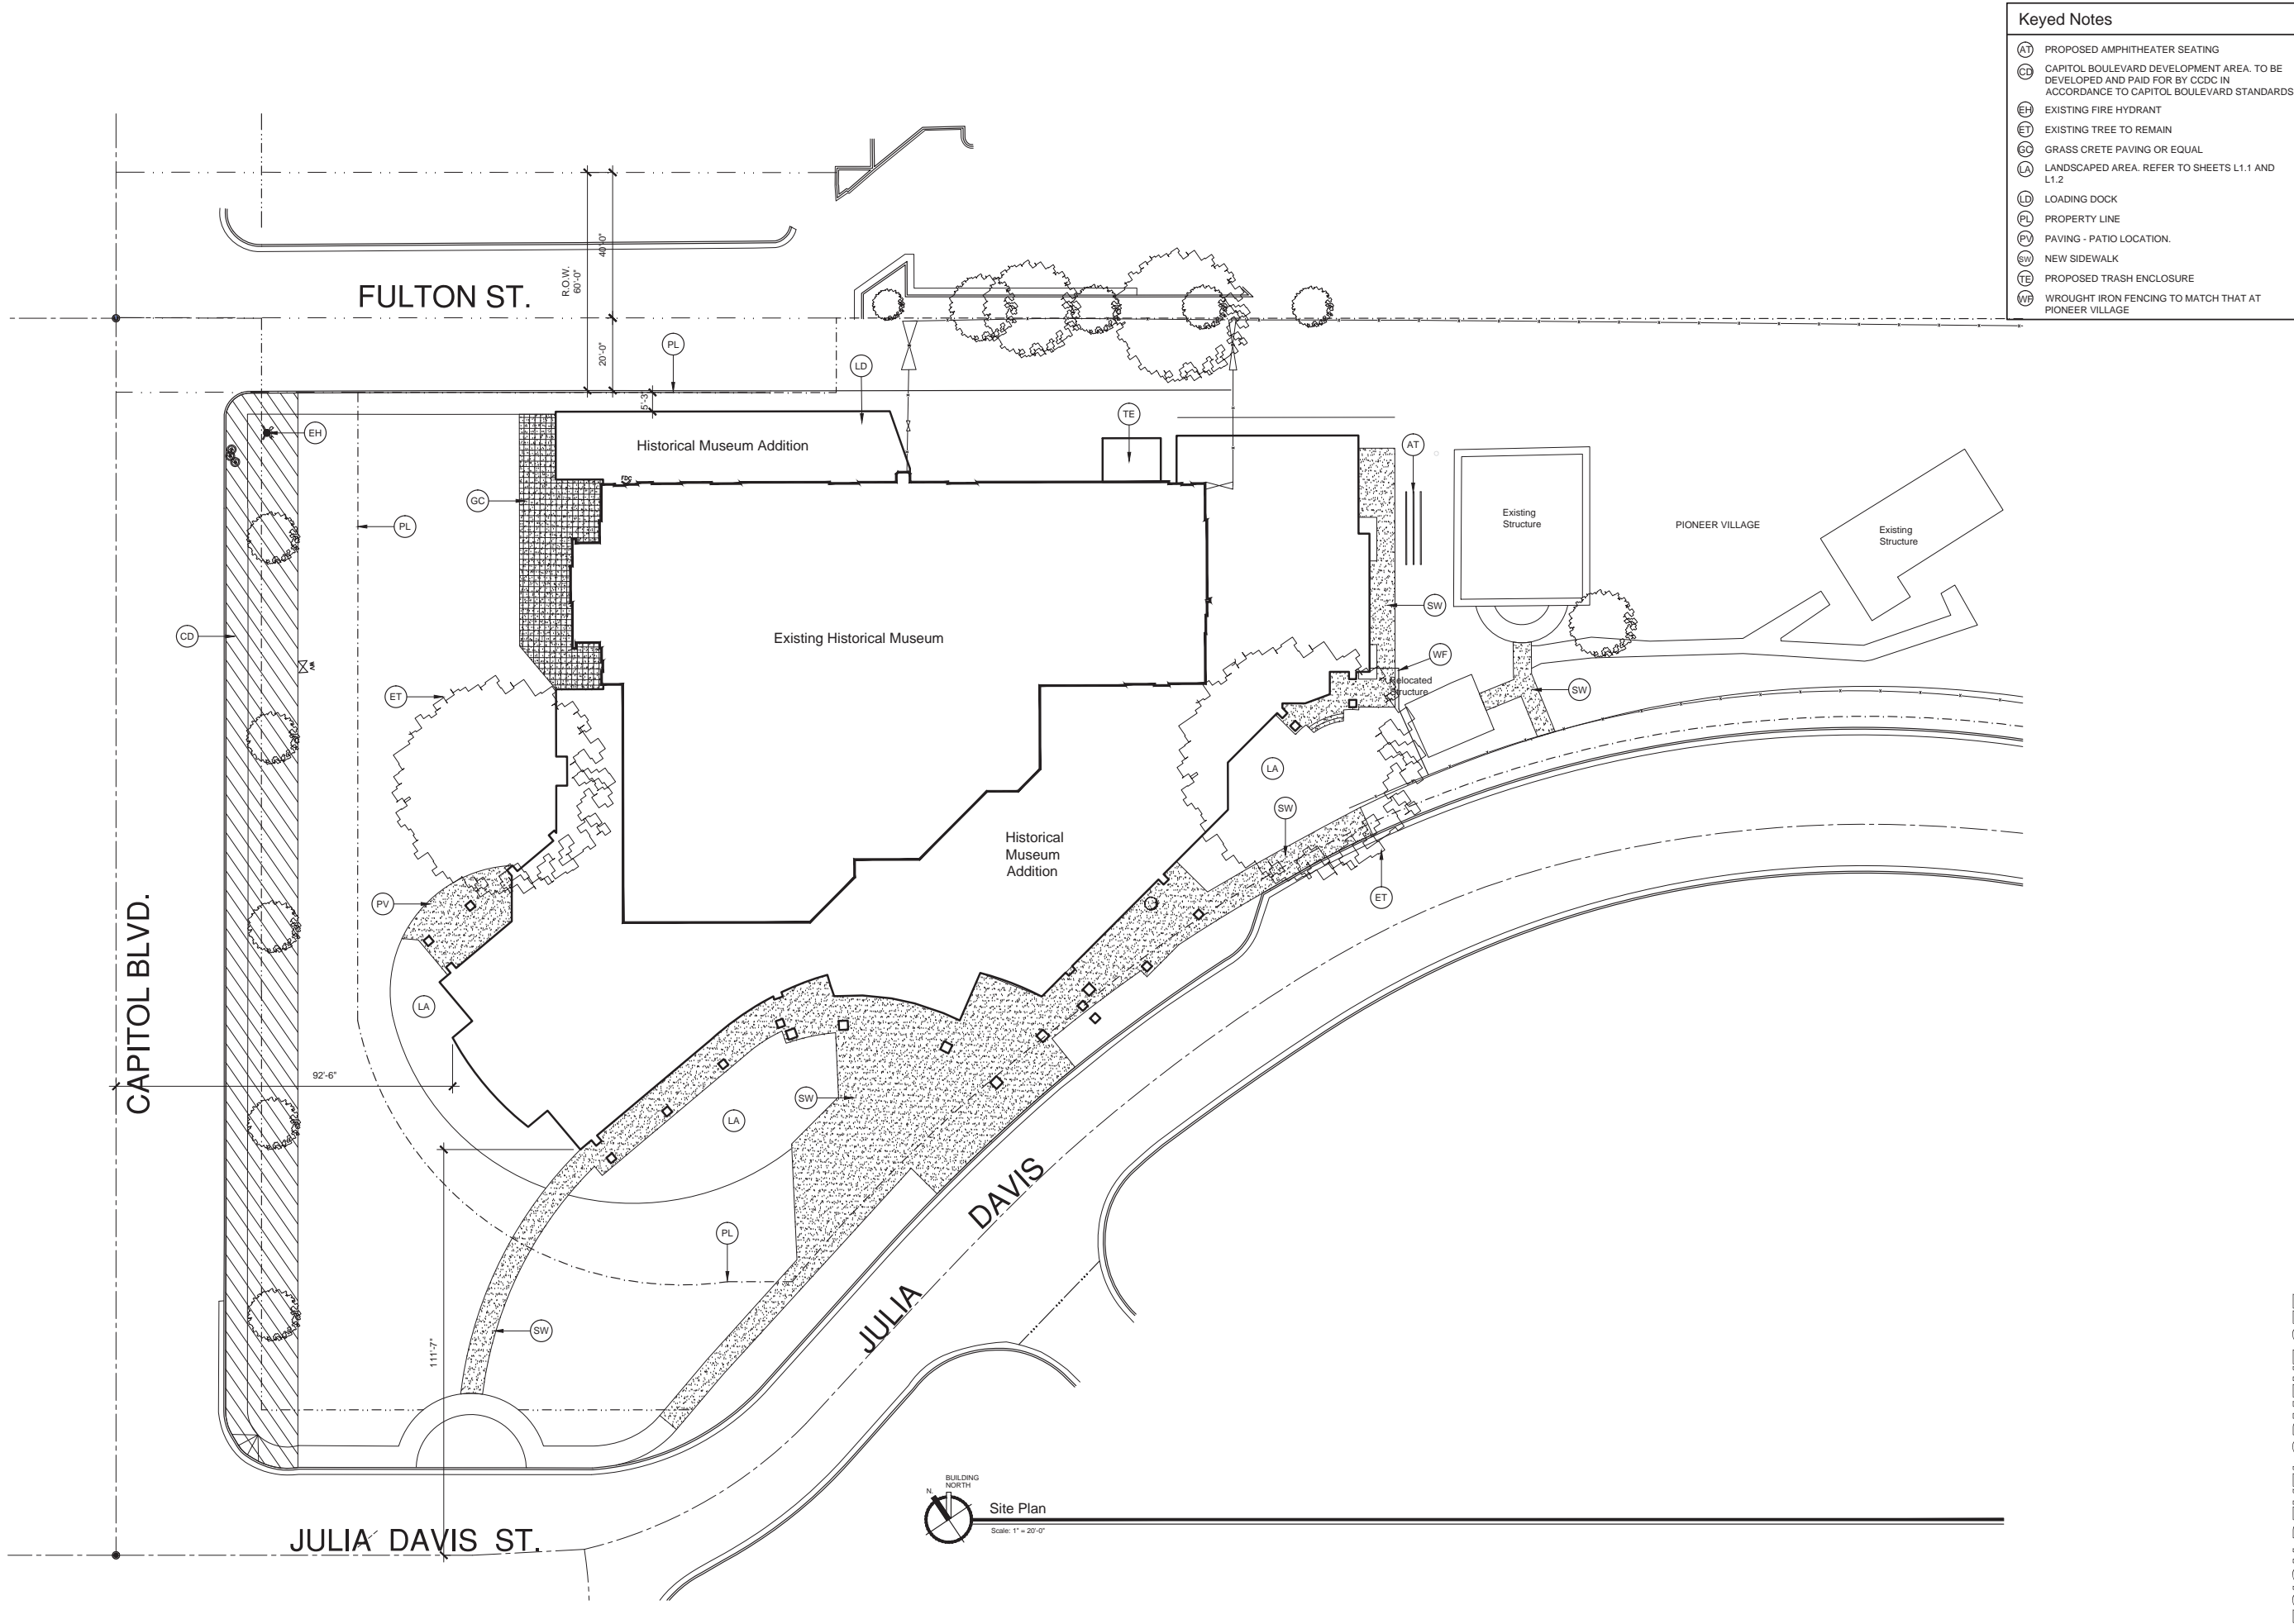 Keyed Notes
AT PROPOSED AMPHITHEATER SEATING
CD CAPITOL BOULEVARD DEVELOPMENT AREA. TO BE
DEVELOPED AND PAID FOR BY CCDC IN
ACCORDANCE TO CAPITOL BOULEVARD STANDARDS
EH EXISTING FIRE HYDRANT
ET EXISTING TREE TO REMAIN
GC GRASS CRETE PAVING OR EQUAL
LA LANDSCAPED AREA. REFER TO SHEETS L1.1 AND
L1.2
LD LOADING DOCK
PL PROPERTY LINE
PV PAVING - PATIO LOCATION.
SW NEW SIDEWALK
TE PROPOSED TRASH ENCLOSURE
WF WROUGHT IRON FENCING TO MATCH THAT AT
PIONEER VILLAGE
FULTON ST.
R.O.W.
60'-0"
40'-0"
20'-0"
5'-3"
PL
LD
TE
AT
EH
Historical Museum Addition
FDC
GC
PL
Existing
Structure
PIONEER VILLAGE
Existing
Structure
CD
Existing Historical Museum
SW
WV
WF
ET
Relocated
Structure
SW
LA
SW
Historical
Museum
Addition
PV
ET
CAPITOL BLVD.
LA
92'-6"
SW
LA
PL
JULIA DAVIS
SW
111'-7"
BUILDING
NORTH
N.
Site Plan
Scale: 1" = 20'-0"
JULIA DAVIS ST.